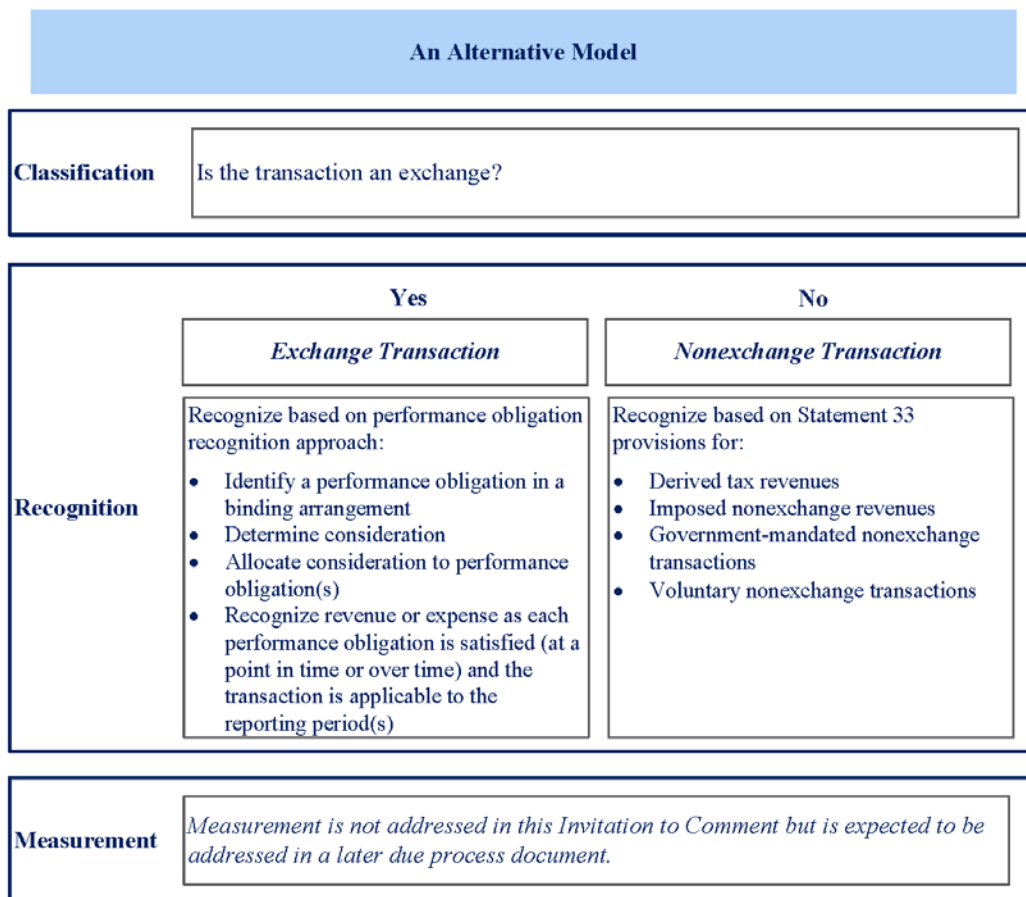 An Alternative Model
Classification
Is the transaction an exchange?
Recognition
Yes
Exchange Transaction
Recognize based on performance obligation
recognition approach:
● Identify a performance obligation in a
binding arrangement
● Determine consideration
● Allocate consideration to performance
obligation(s)
● Recognize revenue or expense as each
performance obligation is satisfied (at a
point in time or over time) and the
transaction is applicable to the
reporting period(s)
No
Nonexchange Transaction
Recognize based on Statement 33
provisions for:
● Derived tax revenues
● Imposed nonexchange revenues
● Government-mandated nonexchange
transactions
● Voluntary nonexchange transactions
Measurement
Measurement is not addressed in this Invitation to Comment but is expected to be
addressed in a later due process document.